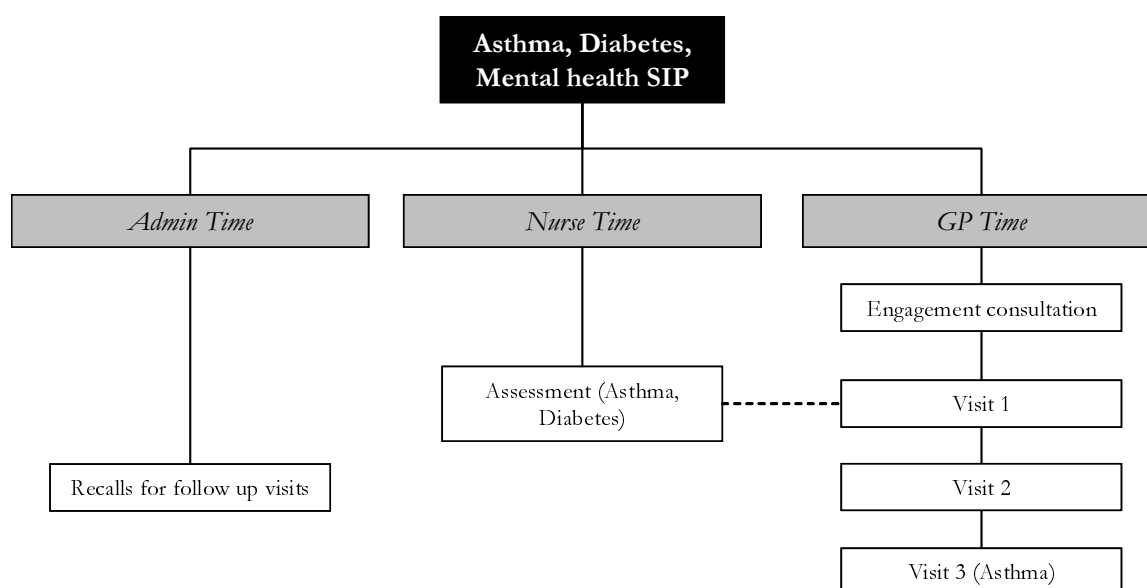 Asthma, Diabetes,
Mental health SIP
Admin Time
Nurse Time
GP Time
Engagement consultation
Assessment (Asthma,
Diabetes)
Visit 1
Recalls for follow up visits
Visit 2
Visit 3 (Asthma)